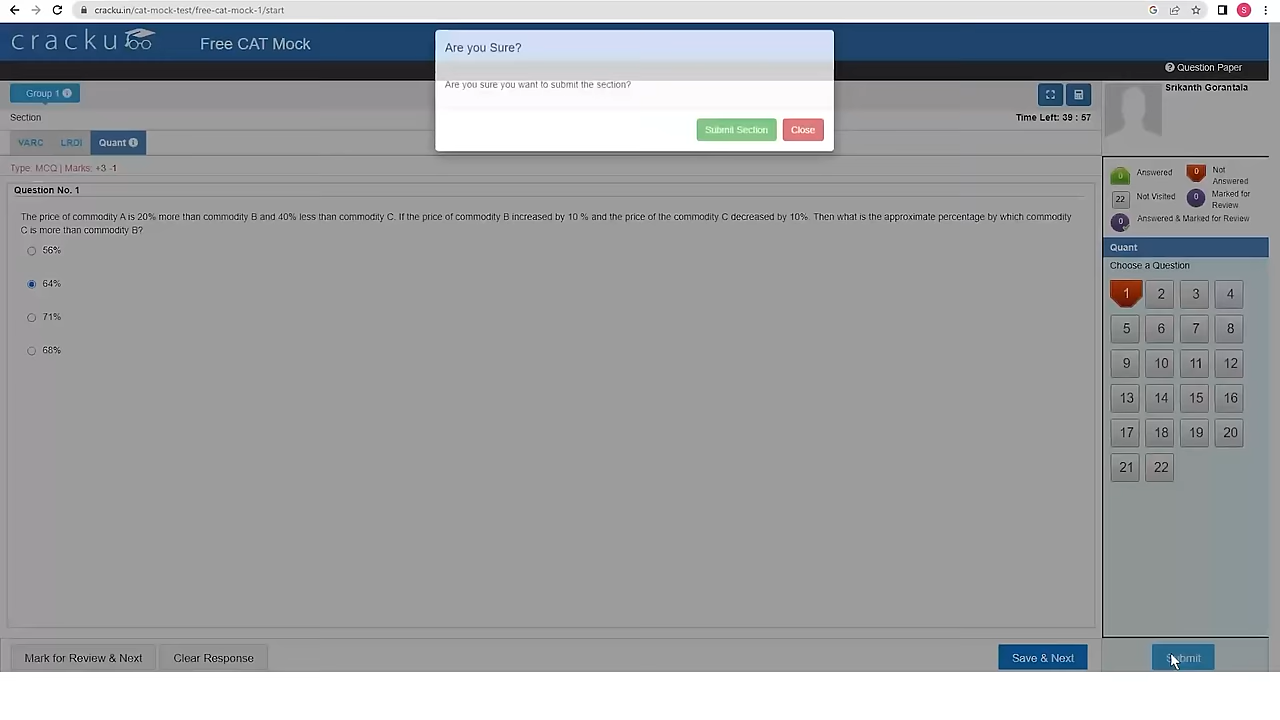 cracku.in/cat-mock-test/free-cat-mock-1/start
S
cracku
Free CAT Mock
Are you Sure?
Are you sure you want to submit the section?
Submit Section
Close
Question Paper
Group 1
Section
Time Left: 39 : 57
Srikanth Gorantala
VARC
LRDI
Quant
Type: MCQ | Marks: +3 -1
Question No. 1
The price of commodity A is 20% more than commodity B and 40% less than commodity C. If the price of commodity B increased by 10 % and the price of the commodity C decreased by 10%. Then what is the approximate percentage by which commodity
C is more than commodity B?
56%
64%
71%
68%
0 Answered
0 Not
Answered
22 Not Visited
0 Marked for
Review
0 Answered & Marked for Review
Quant
Choose a Question
1 2 3 4
5 6 7 8
9 10 11 12
13 14 15 16
17 18 19 20
21 22
Mark for Review & Next
Clear Response
Save & Next
Submit